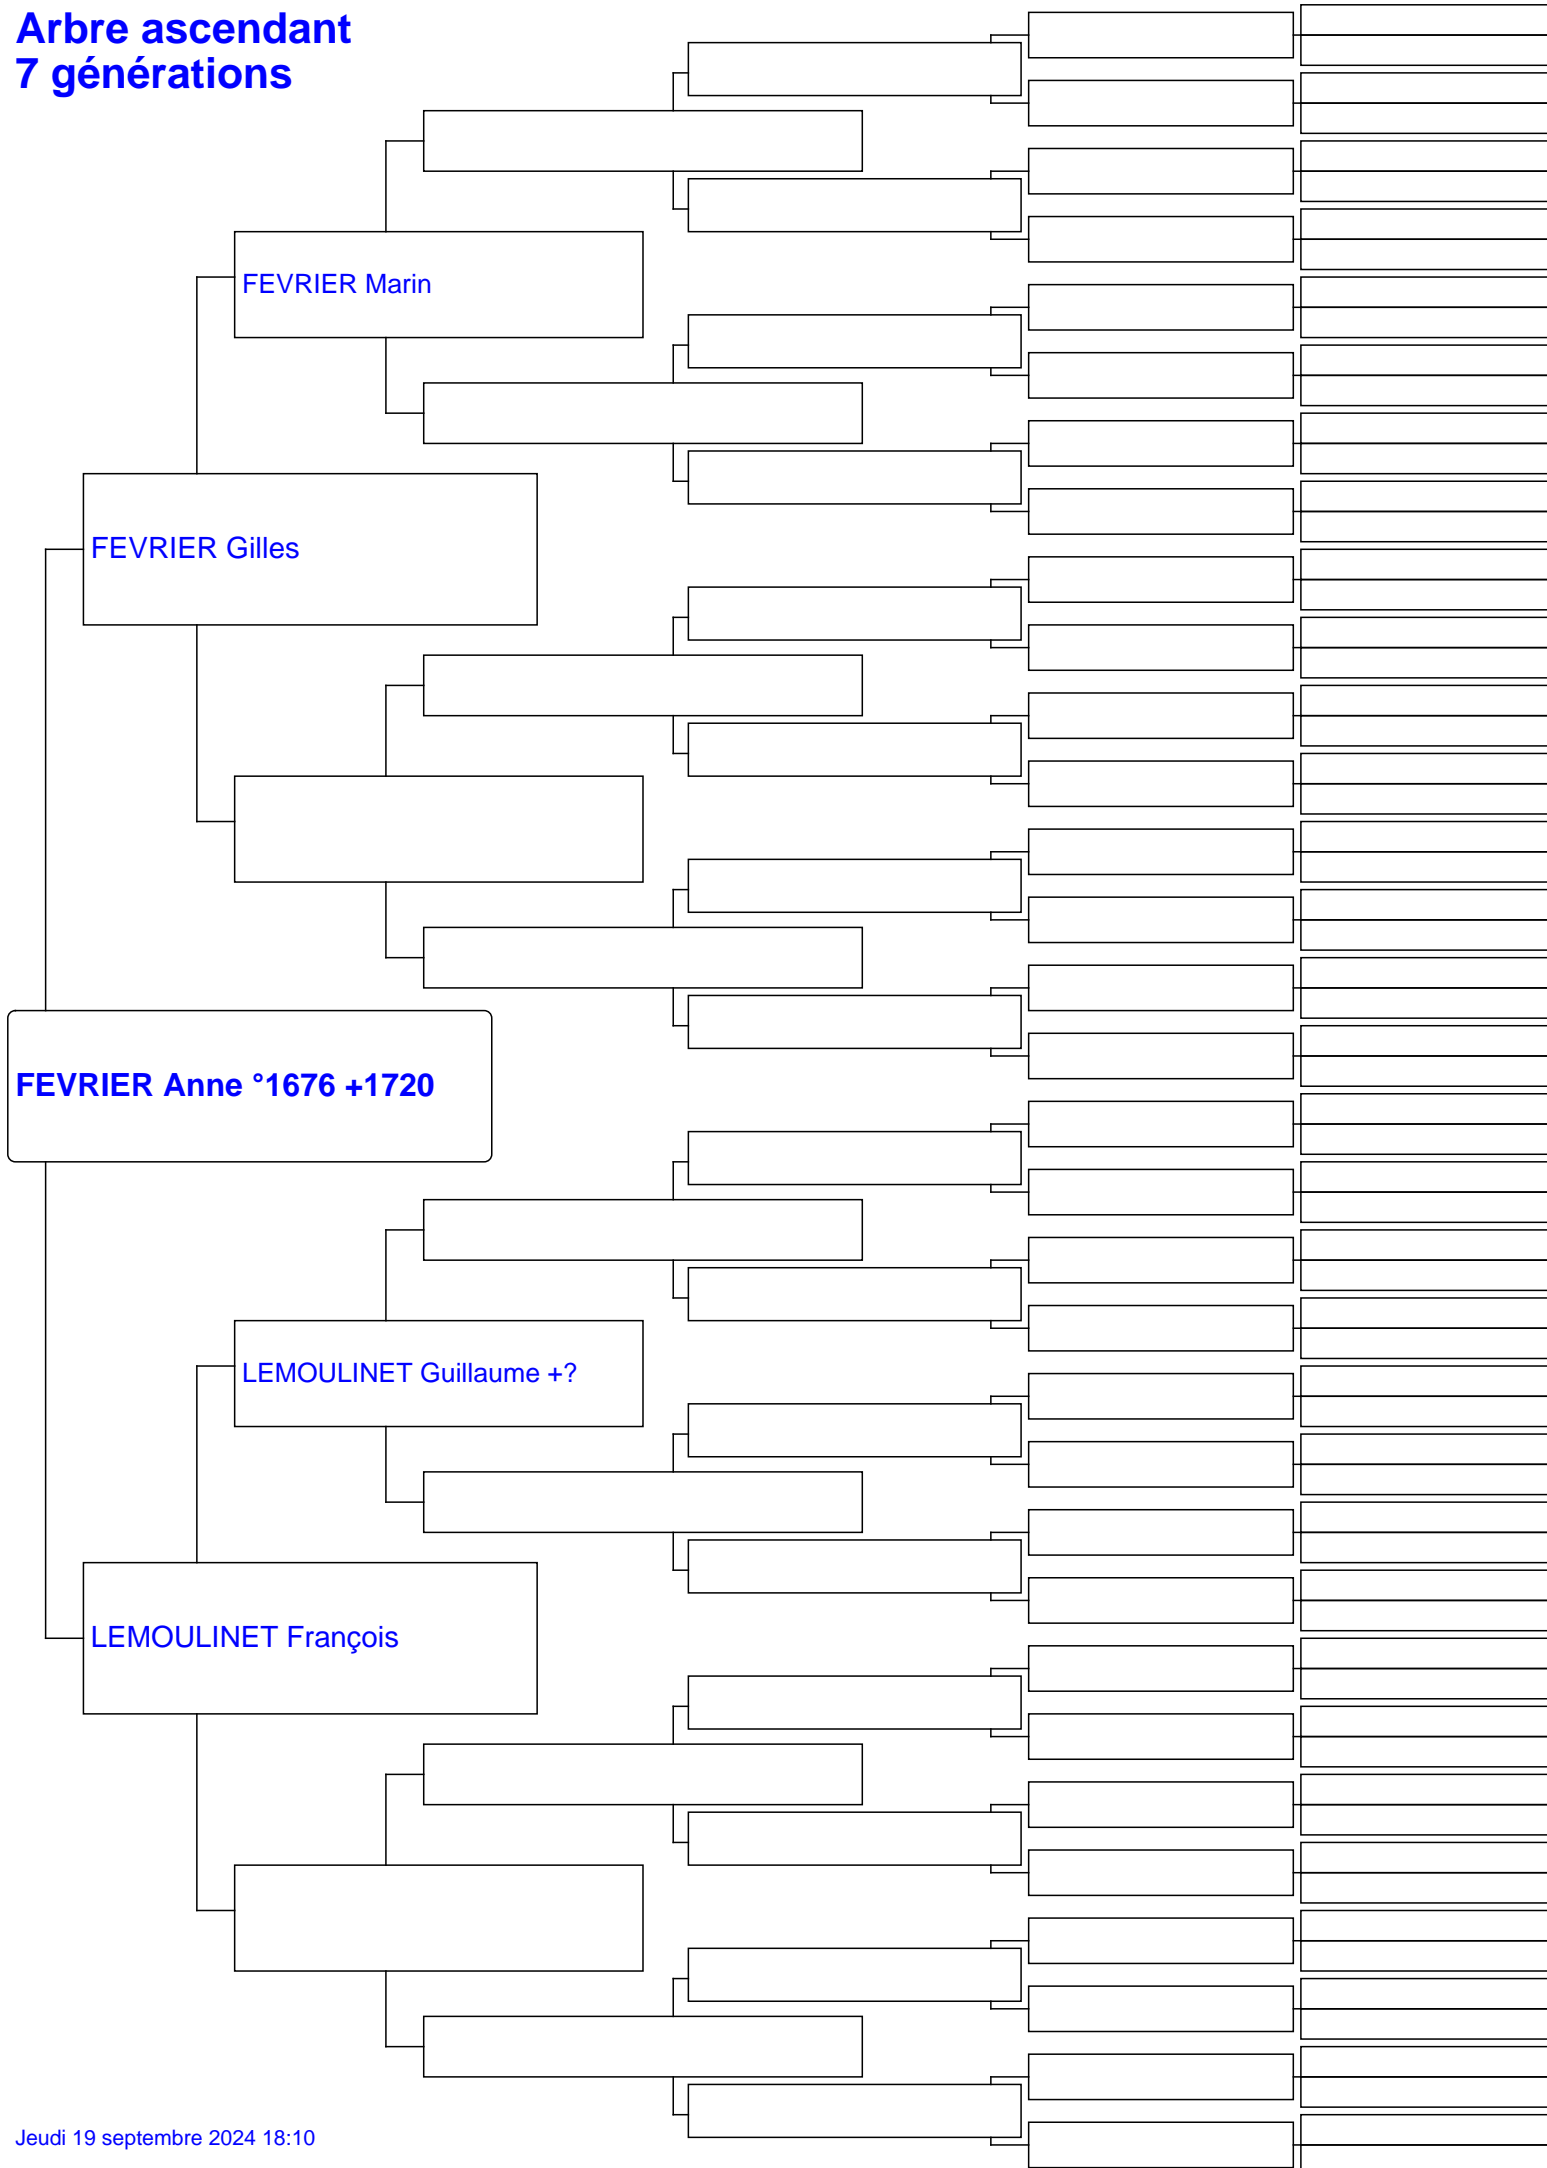 Arbre ascendant
7 générations
FEVRIER Marin
FEVRIER Gilles
FEVRIER Anne °1676 +1720
LEMOULINET Guillaume +?
LEMOULINET François
Jeudi 19 septembre 2024 18:10